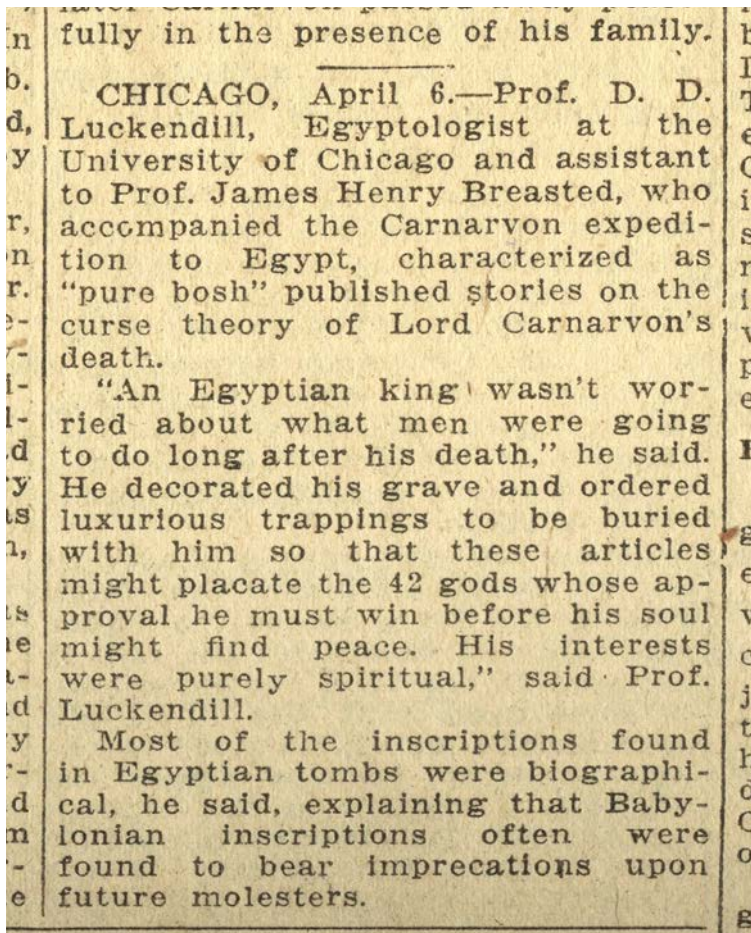 fully in the presence of his family.
CHICAGO, April 6.—Prof. D. D.
Luckendill, Egyptologist at the
University of Chicago and assistant
to Prof. James Henry Breasted, who
accompanied the Carnarvon expedi-
tion to Egypt, characterized as
"pure bosh" published stories on the
curse theory of Lord Carnarvon's
death.
"An Egyptian king wasn't wor-
ried about what men were going
to do long after his death," he said.
He decorated his grave and ordered
luxurious trappings to be buried
with him so that these articles
might placate the 42 gods whose ap-
proval he must win before his soul
might find peace. His interests
were purely spiritual," said Prof.
Luckendill.
Most of the inscriptions found
in Egyptian tombs were biographi-
cal, he said, explaining that Baby-
lonian inscriptions often were
found to bear imprecations upon
future molesters.